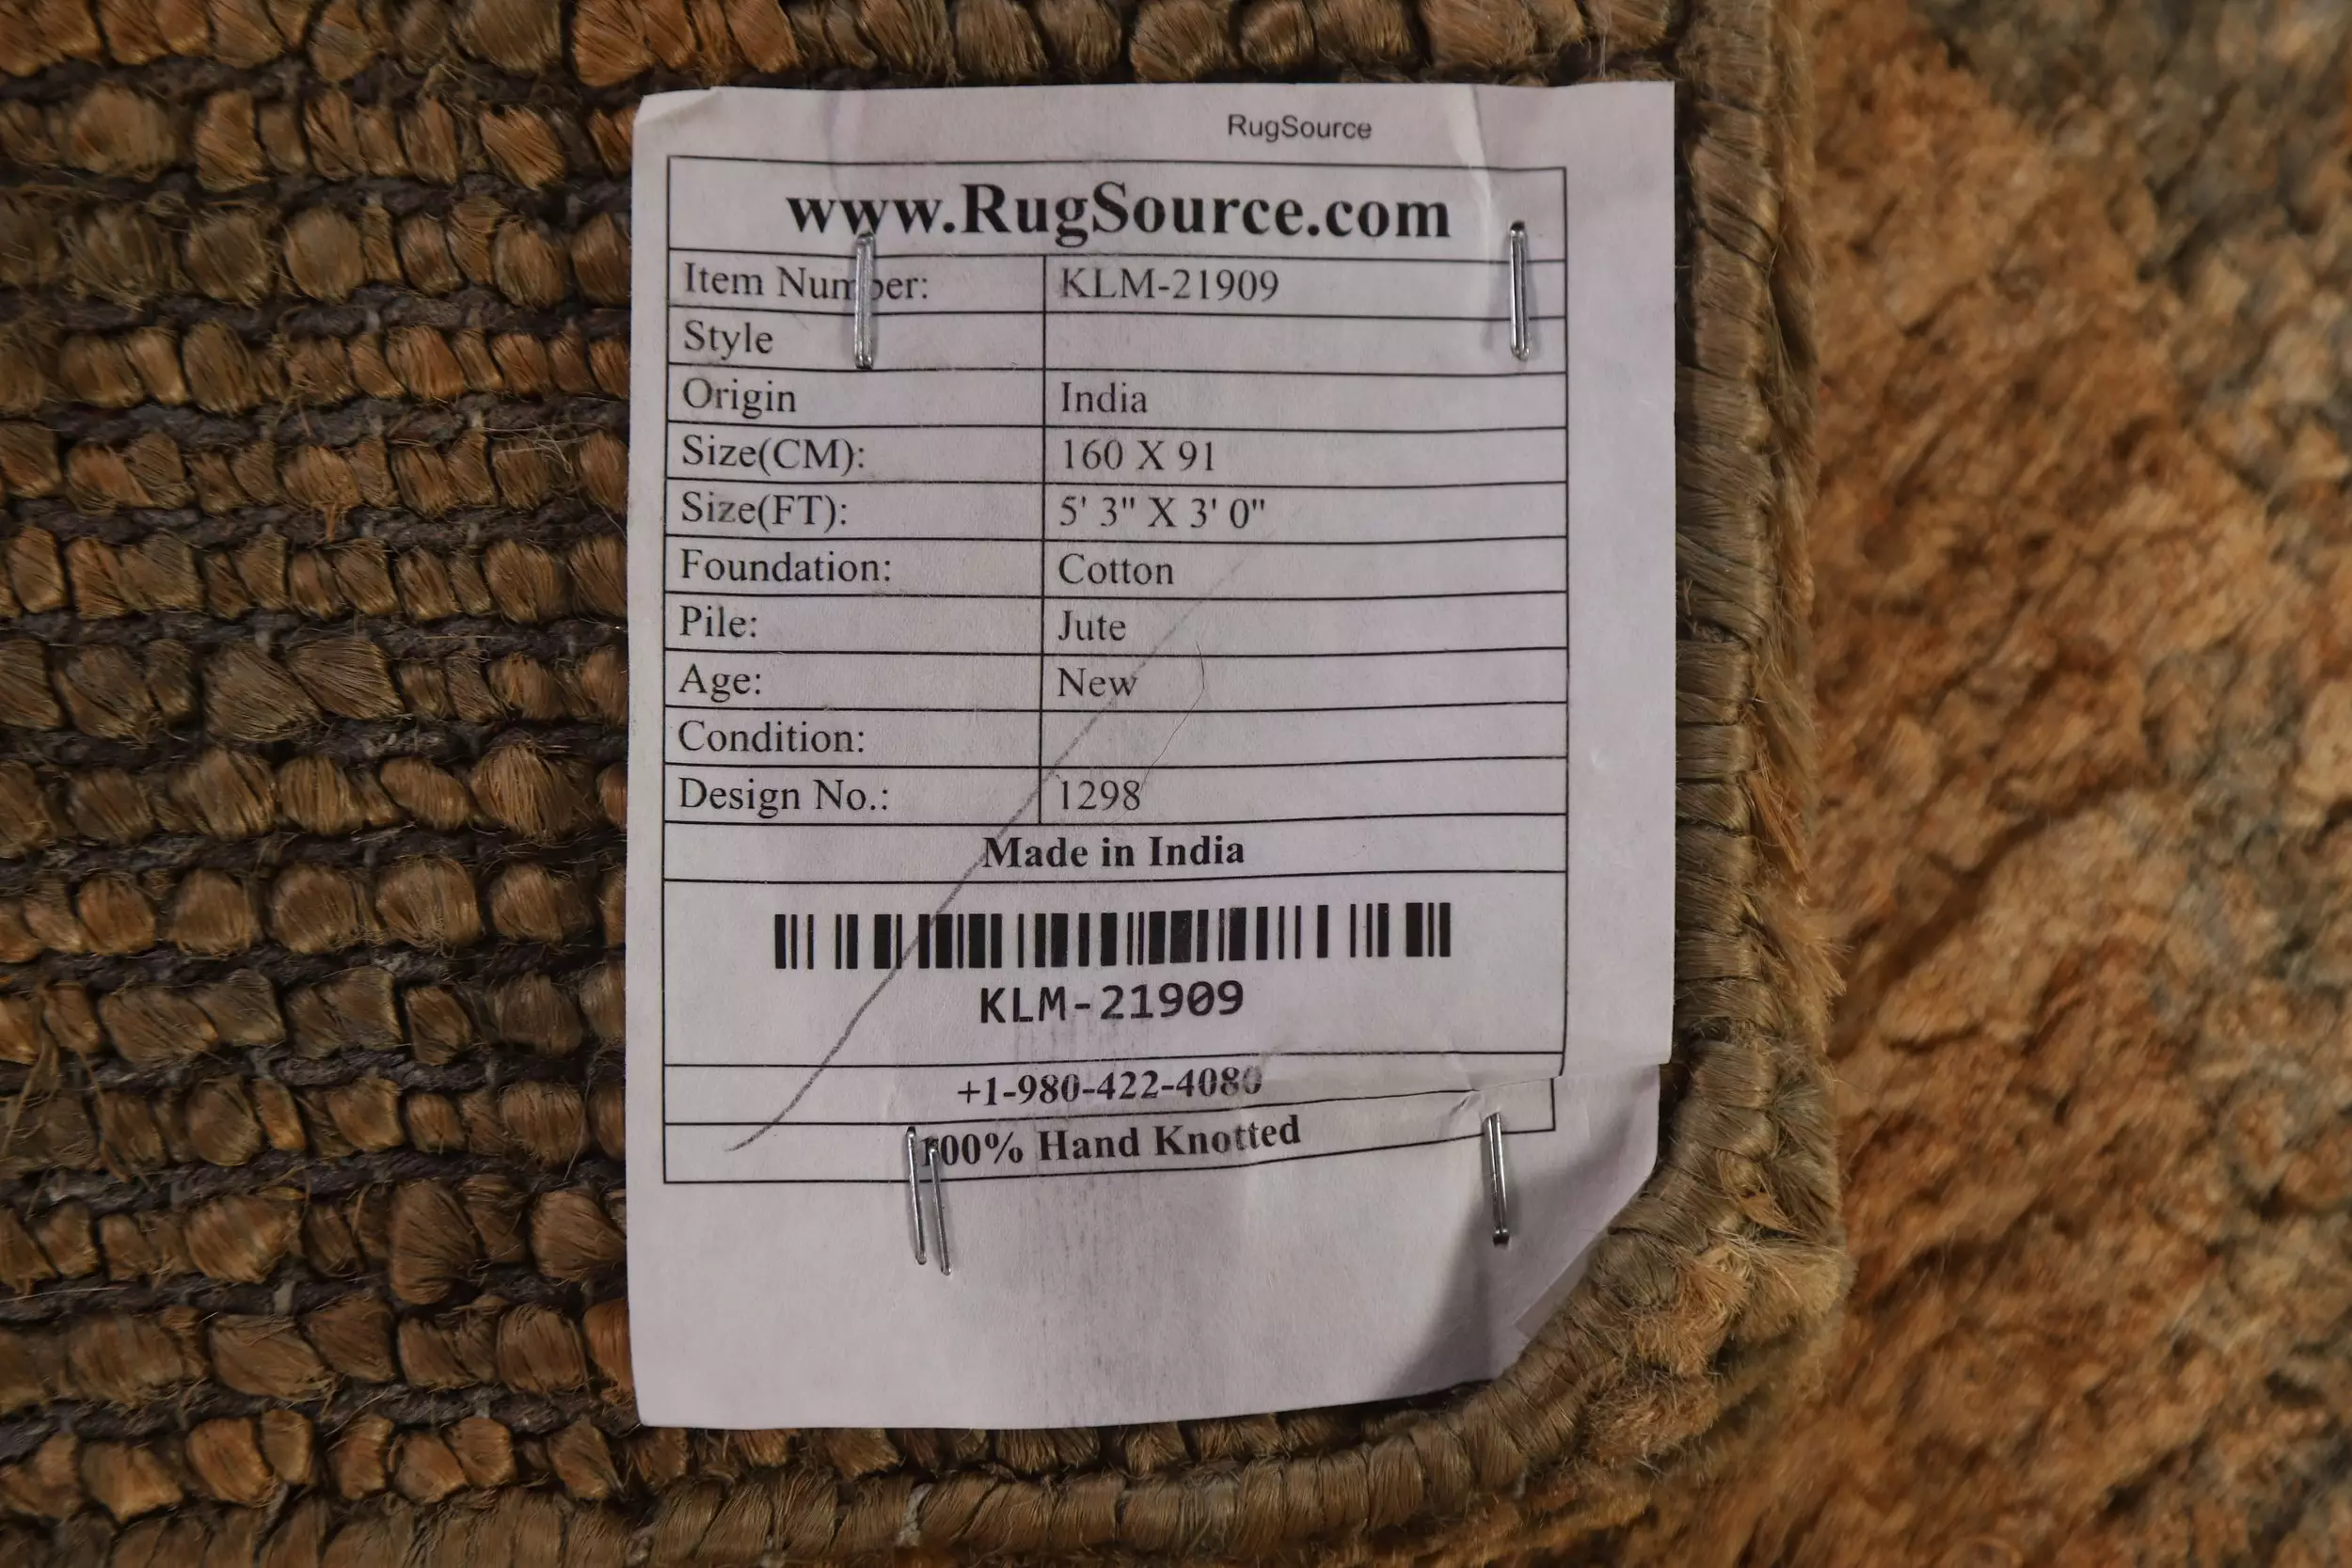 RugSource
www.RugSource.com
Item Number: KLM-21909
Style
Origin India
Size(CM): 160 X 91
Size(FT): 5' 3" X 3' 0"
Foundation: Cotton
Pile: Jute
Age: New
Condition:
Design No.: 1298
Made in India
KLM-21909
+1-980-422-4080
100% Hand Knotted